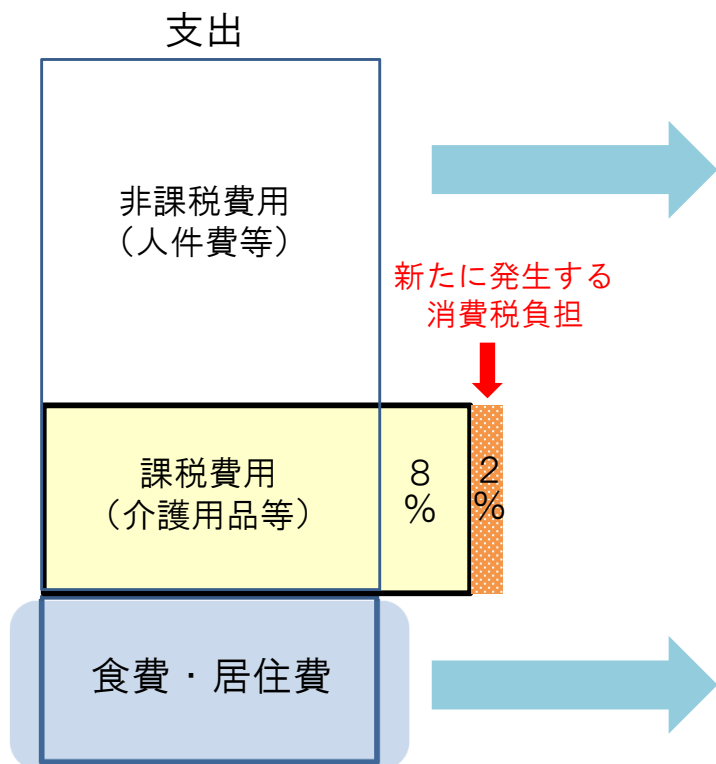 支出
非課税費用
（人件費等）
新たに発生する
消費税負担
課税費用
（介護用品等）
8
%
2
%
食費・居住費